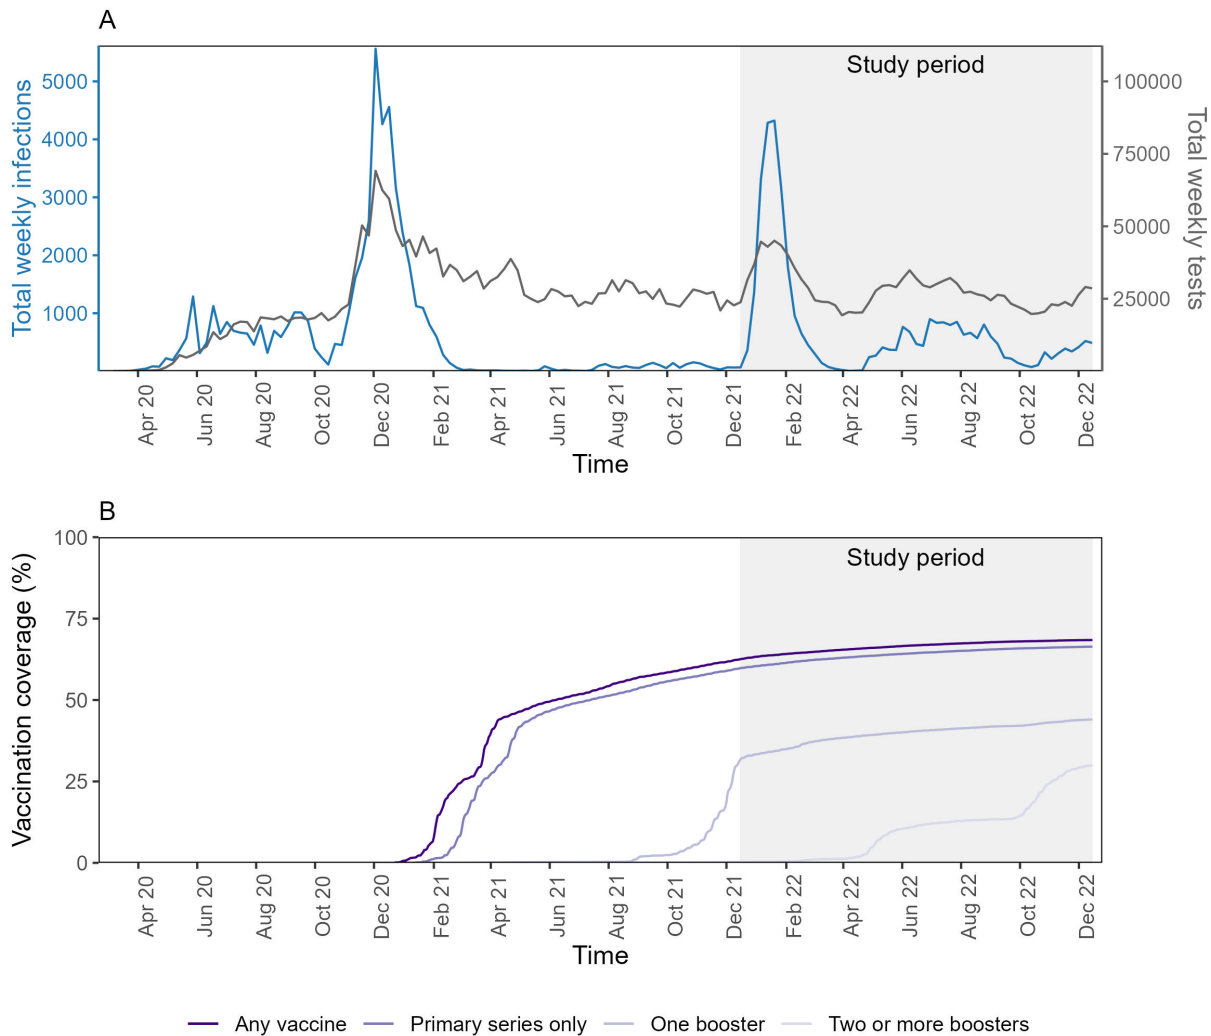 A
Study period
Total weekly infections
5000
4000
3000
2000
1000
100000
75000
50000
25000
Total weekly tests
Apr 20
Jun 20
Aug 20
Oct 20
Dec 20
Feb 21
Apr 21
Jun 21
Aug 21
Oct 21
Dec 21
Feb 22
Apr 22
Jun 22
Aug 22
Oct 22
Dec 22
Time
B
Study period
Vaccination coverage (%)
100
75
50
25
0
Apr 20
Jun 20
Aug 20
Oct 20
Dec 20
Feb 21
Apr 21
Jun 21
Aug 21
Oct 21
Dec 21
Feb 22
Apr 22
Jun 22
Aug 22
Oct 22
Dec 22
Time
Any vaccine Primary series only One booster Two or more boosters